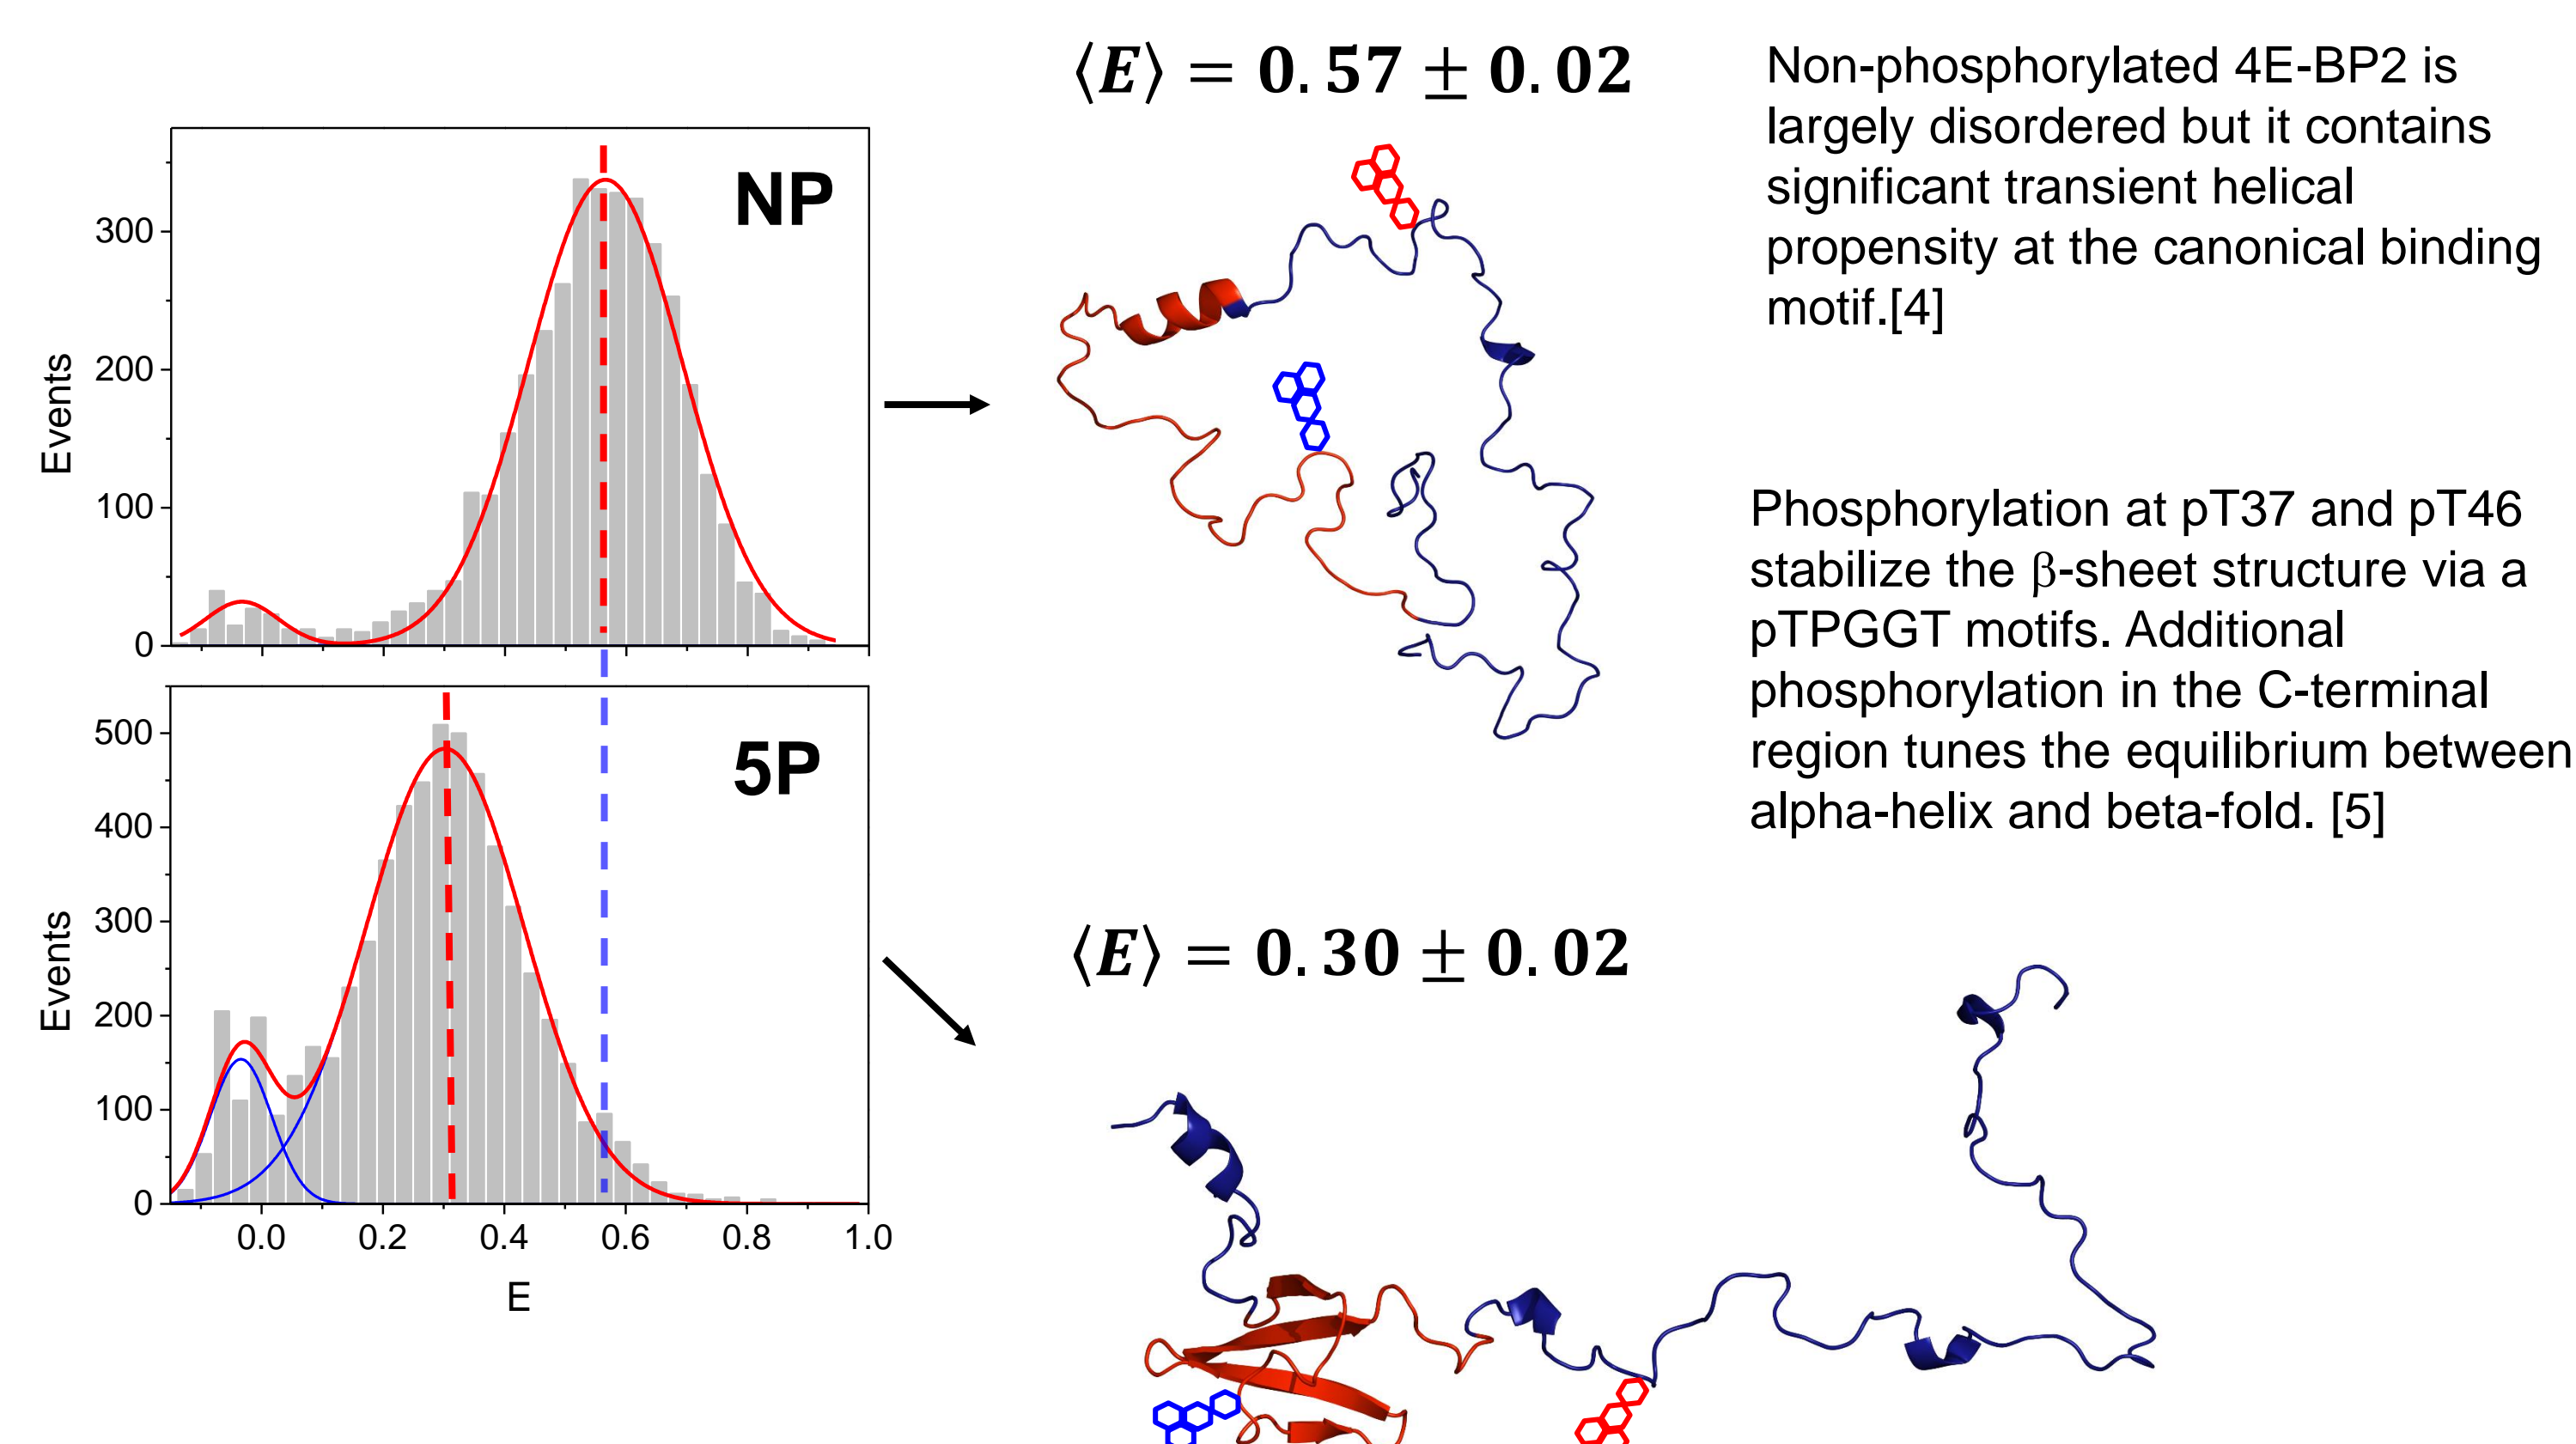 ⟨E⟩ = 0.57 ± 0.02
Non-phosphorylated 4E-BP2 is
largely disordered but it contains
significant transient helical
propensity at the canonical binding
motif.[4]
NP
Events
300
200
100
0
Phosphorylation at pT37 and pT46
stabilize the β-sheet structure via a
pTPGGT motifs. Additional
phosphorylation in the C-terminal
region tunes the equilibrium between
alpha-helix and beta-fold. [5]
5P
Events
500
400
300
200
100
0
0.0 0.2 0.4 0.6 0.8 1.0
E
⟨E⟩ = 0.30 ± 0.02